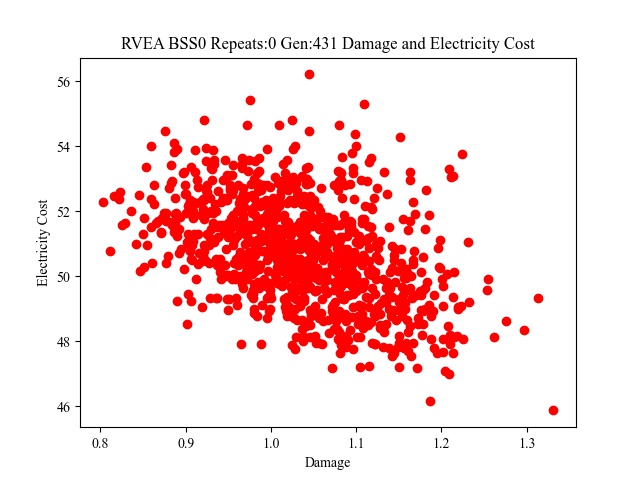 RVEA BSS0 Repeats:0 Gen:431 Damage and Electricity Cost
56
54
52
50
48
46
Electricity Cost
0.8 0.9 1.0 1.1 1.2 1.3
Damage